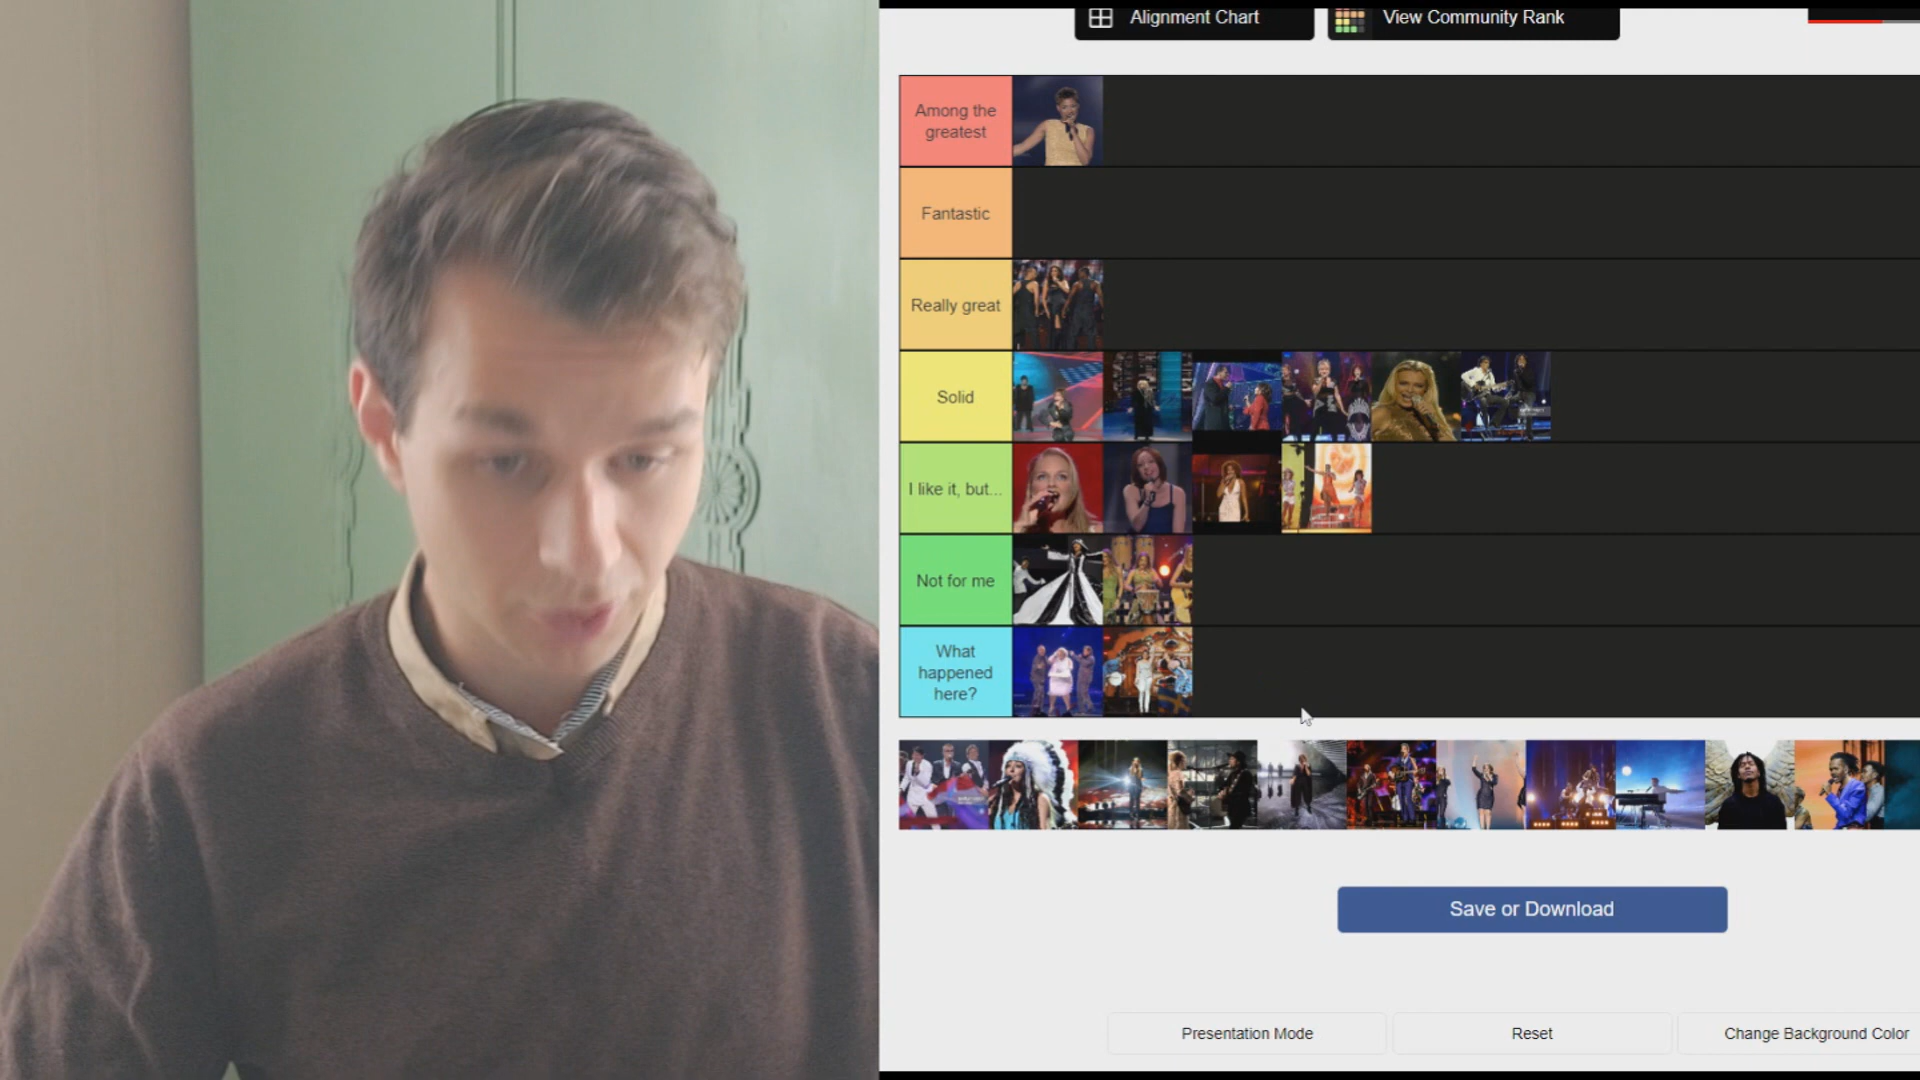 Alignment Chart
View Community Rank
Among the
greatest
Fantastic
Really great
Solid
I like it, but...
Not for me
What
happened
here?
Save or Download
Presentation Mode
Reset
Change Background Color